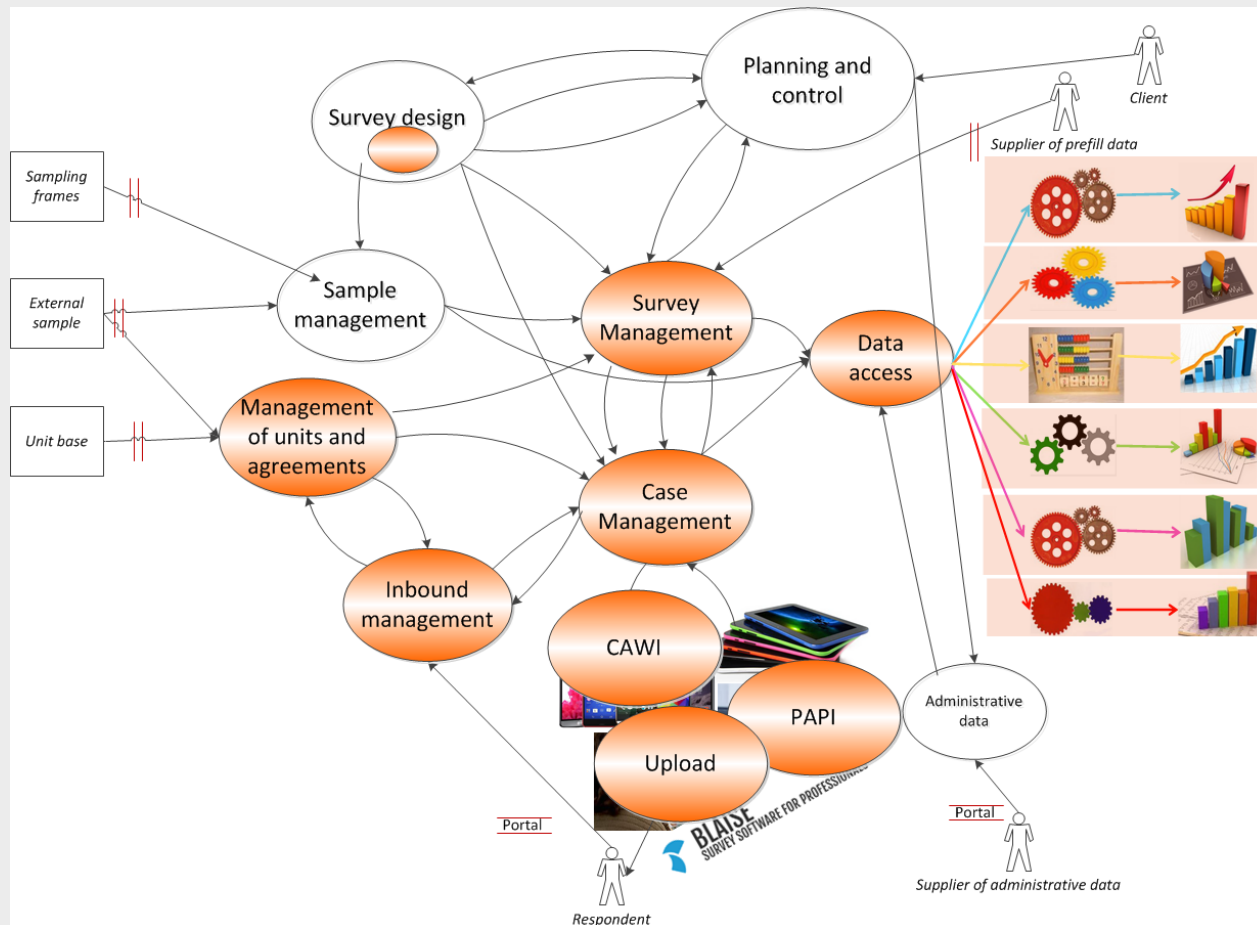 Planning and
control
Client
Survey design
Supplier of prefill data
Sampling
frames
External
sample
Sample
management
Survey
Management
Data
access
Unit base
Management
of units and
agreements
Case
Management
Inbound
management
CAWI
PAPI
Administrative
data
Upload
BLAISE
SURVEY SOFTWARE FOR PROFESSIONALS
Portal
Portal
Supplier of administrative data
Respondent